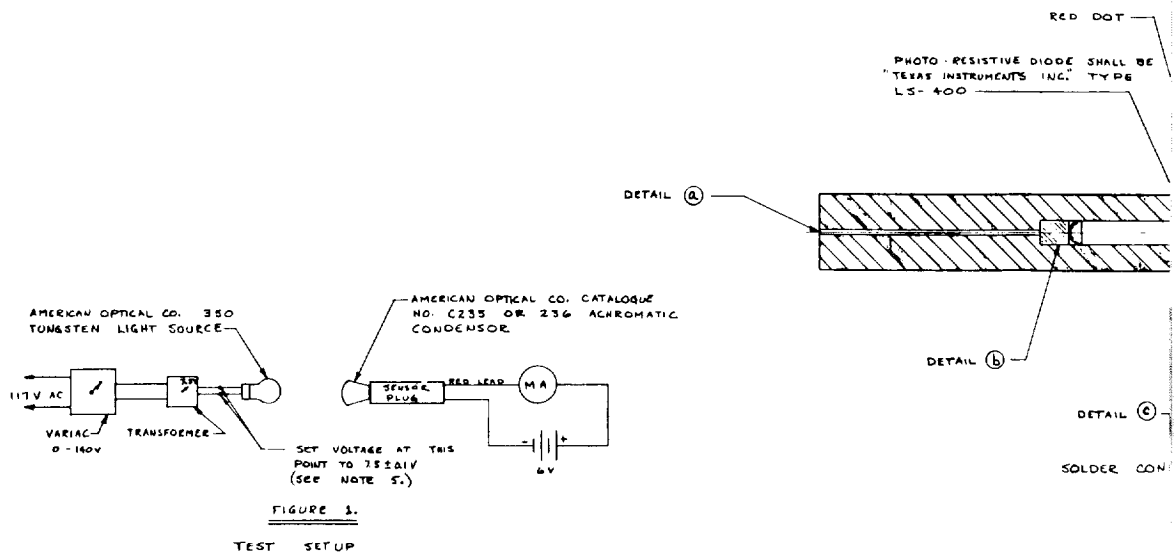 RED DOT
PHOTO-RESISTIVE DIODE SHALL BE
"TEXAS INSTRUMENTS INC." TYPE
LS-400
DETAIL a
AMERICAN OPTICAL CO. 350
TUNGSTEN LIGHT SOURCE
AMERICAN OPTICAL CO. CATALOGUE
NO. C235 OR 236 ACHROMATIC
CONDENSOR
DETAIL b
117 V AC
SENSOR
PLUG
RED LEAD
MA
VARIAC
0-140V
TRANSFORMER
- +
6V
SET VOLTAGE AT THIS
POINT TO 7.5 ± 0.1V
(SEE NOTE 5.)
DETAIL c
SOLDER CON
FIGURE 1.
TEST SETUP